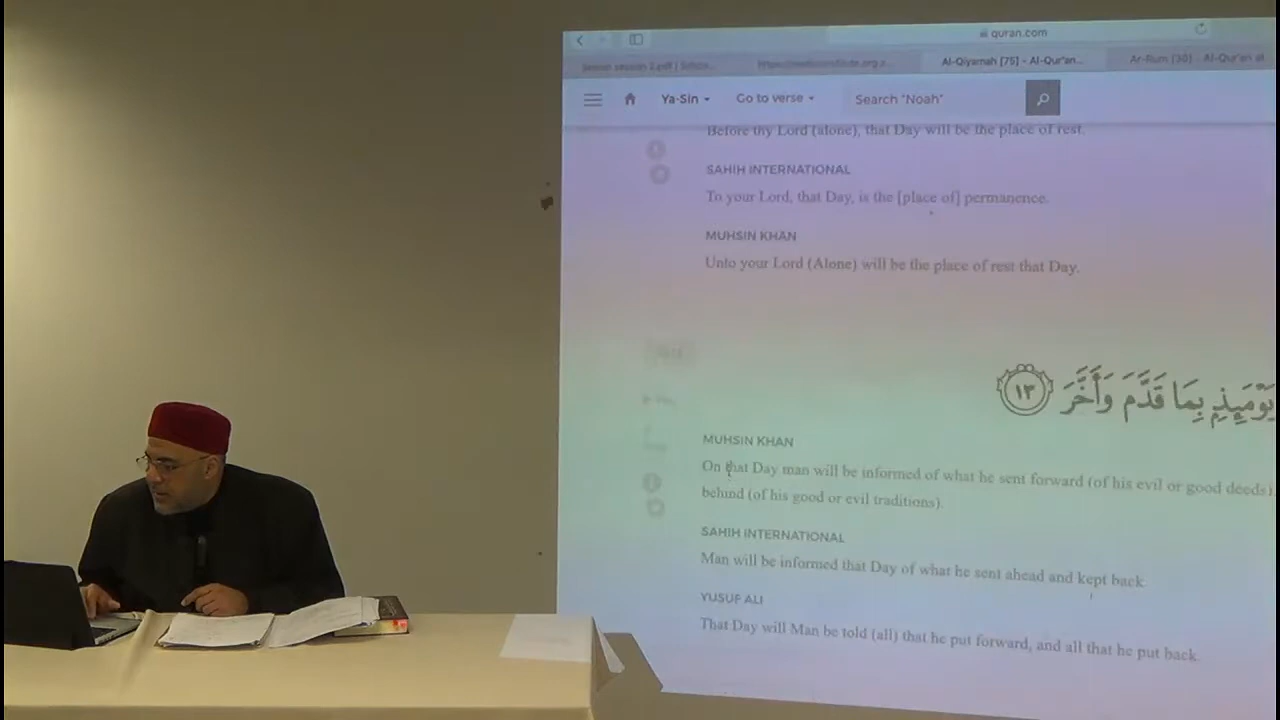 quran.com
Al-Qiyamah [75] - Al-Qur'an...
Ar-Rum [30] - Al-Qur'an al
Ya-Sin
Go to verse
Search "Noah"
Before thy Lord (alone), that Day will be the place of rest.
SAHIH INTERNATIONAL
To your Lord, that Day, is the [place of] permanence.
MUHSIN KHAN
Unto your Lord (Alone) will be the place of rest that Day.
يَوْمَئِذٍ بِمَا قَدَّمَ وَأَخَّرَ ١٣
MUHSIN KHAN
On that Day man will be informed of what he sent forward (of his evil or good deeds)
behind (of his good or evil traditions).
SAHIH INTERNATIONAL
Man will be informed that Day of what he sent ahead and kept back.
YUSUF ALI
That Day will Man be told (all) that he put forward, and all that he put back.